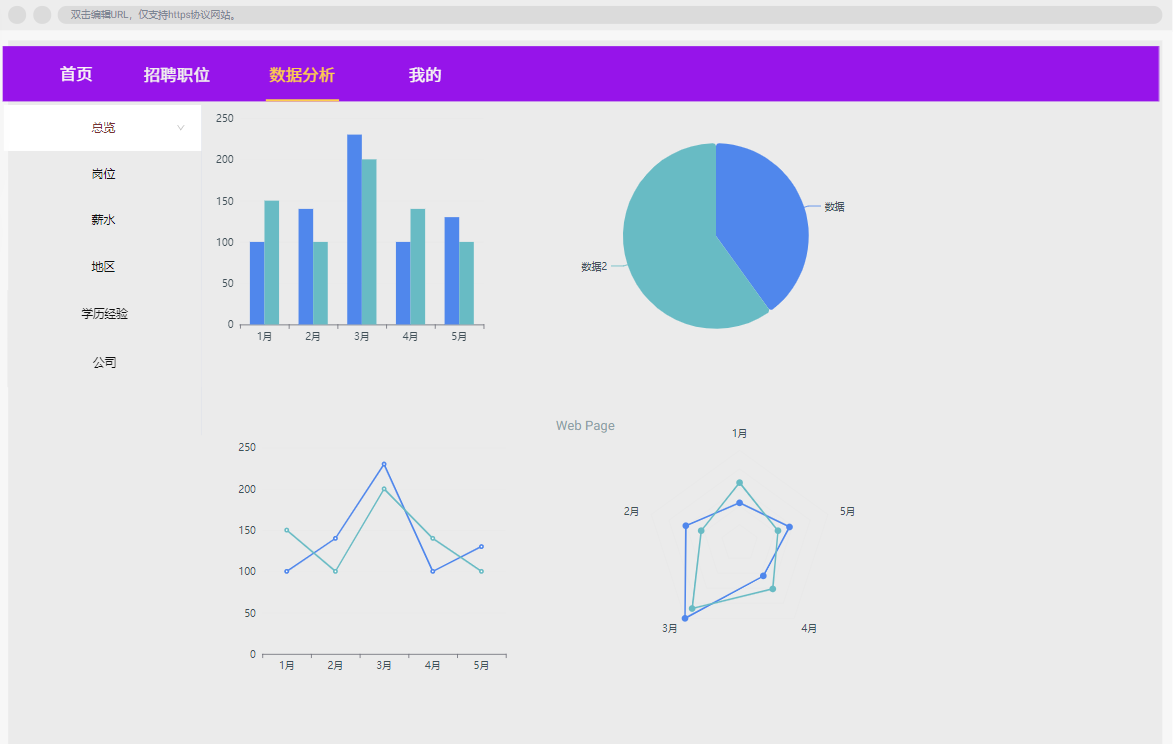 双击编辑URL，仅支持https协议网站。
首页 招聘职位 数据分析 我的
总览
岗位
薪水
地区
学历经验
公司
250
200
150
100
50
0
1月 2月 3月 4月 5月
数据
数据2
Web Page
250
200
150
100
50
0
1月 2月 3月 4月 5月
1月
2月
5月
3月
4月